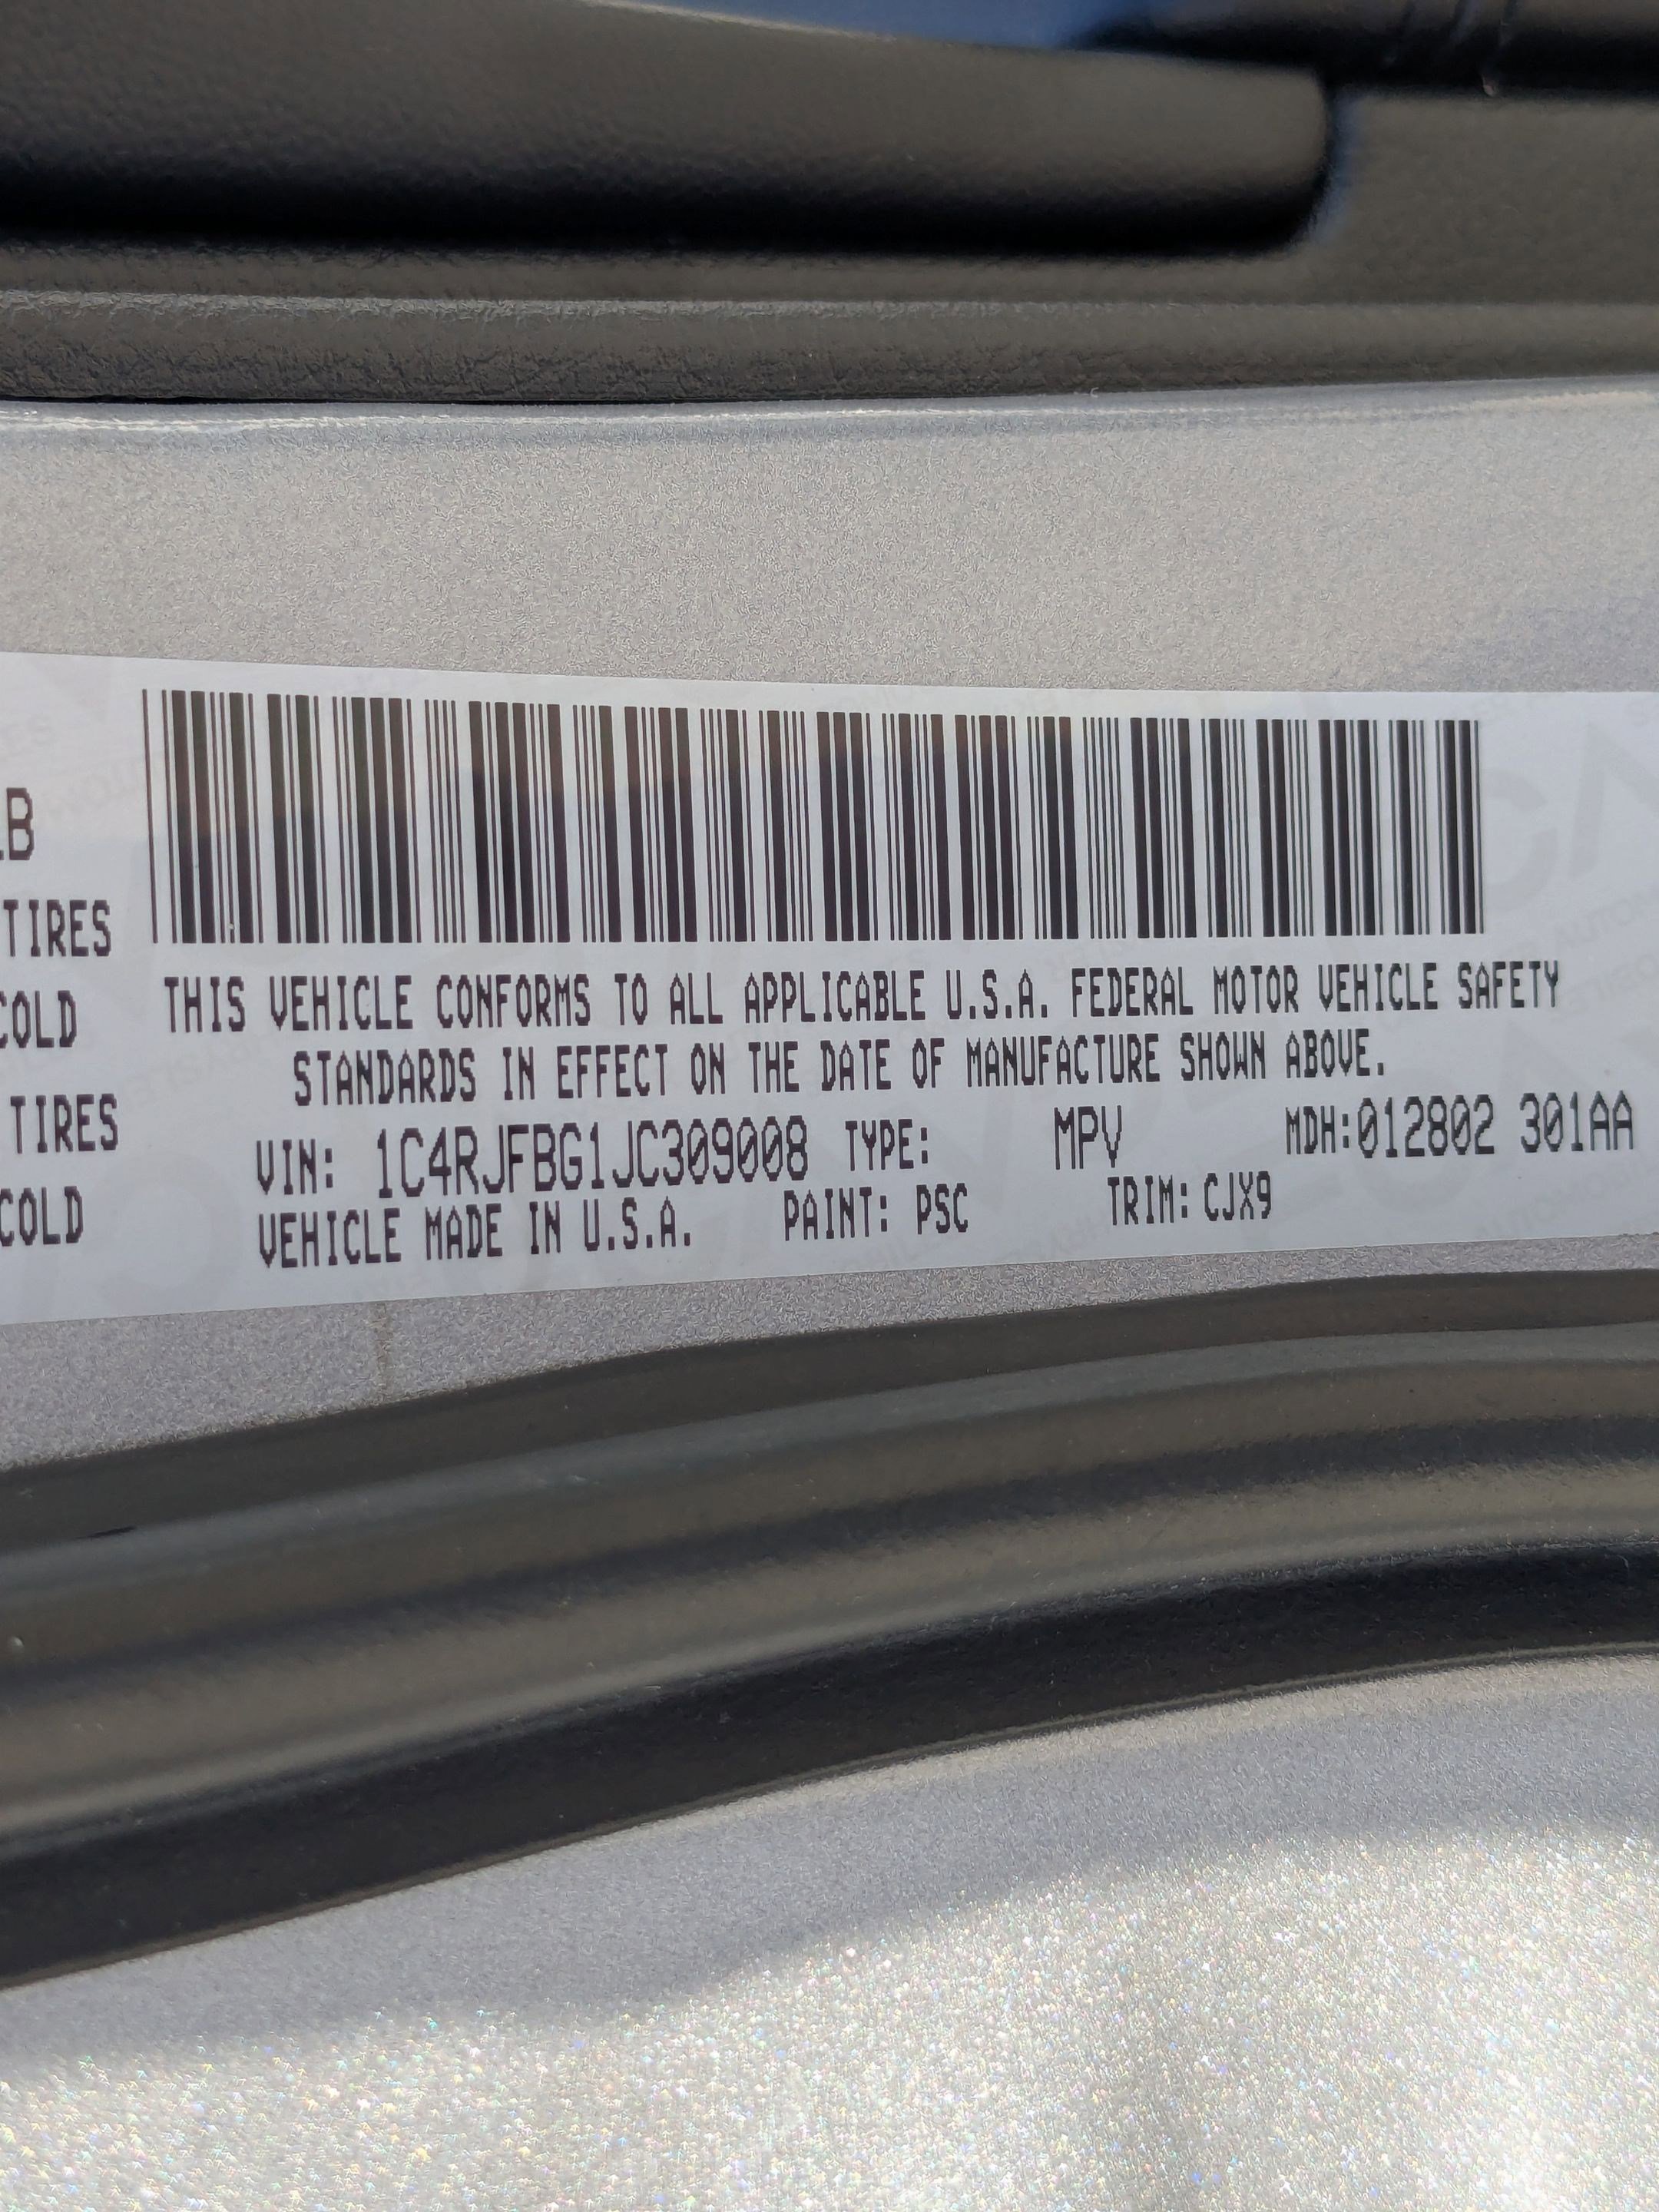 LB
TIRES
COLD
TIRES
COLD
THIS VEHICLE CONFORMS TO ALL APPLICABLE U.S.A. FEDERAL MOTOR VEHICLE SAFETY
STANDARDS IN EFFECT ON THE DATE OF MANUFACTURE SHOWN ABOVE.
VIN: 1C4RJFBG1JC309008 TYPE: MPV MDH:012802 301AA
VEHICLE MADE IN U.S.A. PAINT: PSC TRIM: CJX9